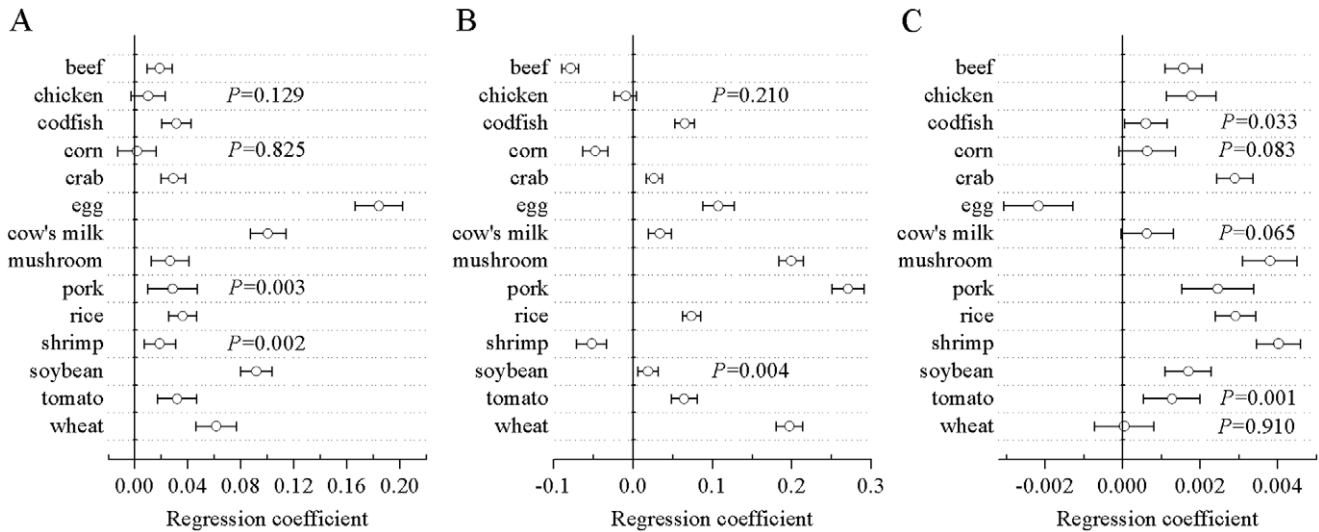 A
beef
chicken P=0.129
codfish
corn P=0.825
crab
egg
cow's milk
mushroom
pork P=0.003
rice
shrimp P=0.002
soybean
tomato
wheat
0.00 0.04 0.08 0.12 0.16 0.20
Regression coefficient
B
beef
chicken P=0.210
codfish
corn
crab
egg
cow's milk
mushroom
pork
rice
shrimp
soybean P=0.004
tomato
wheat
-0.1 0.0 0.1 0.2 0.3
Regression coefficient
C
beef
chicken
codfish P=0.033
corn P=0.083
crab
egg
cow's milk P=0.065
mushroom
pork
rice
shrimp
soybean
tomato P=0.001
wheat P=0.910
-0.002 0.000 0.002 0.004
Regression coefficient